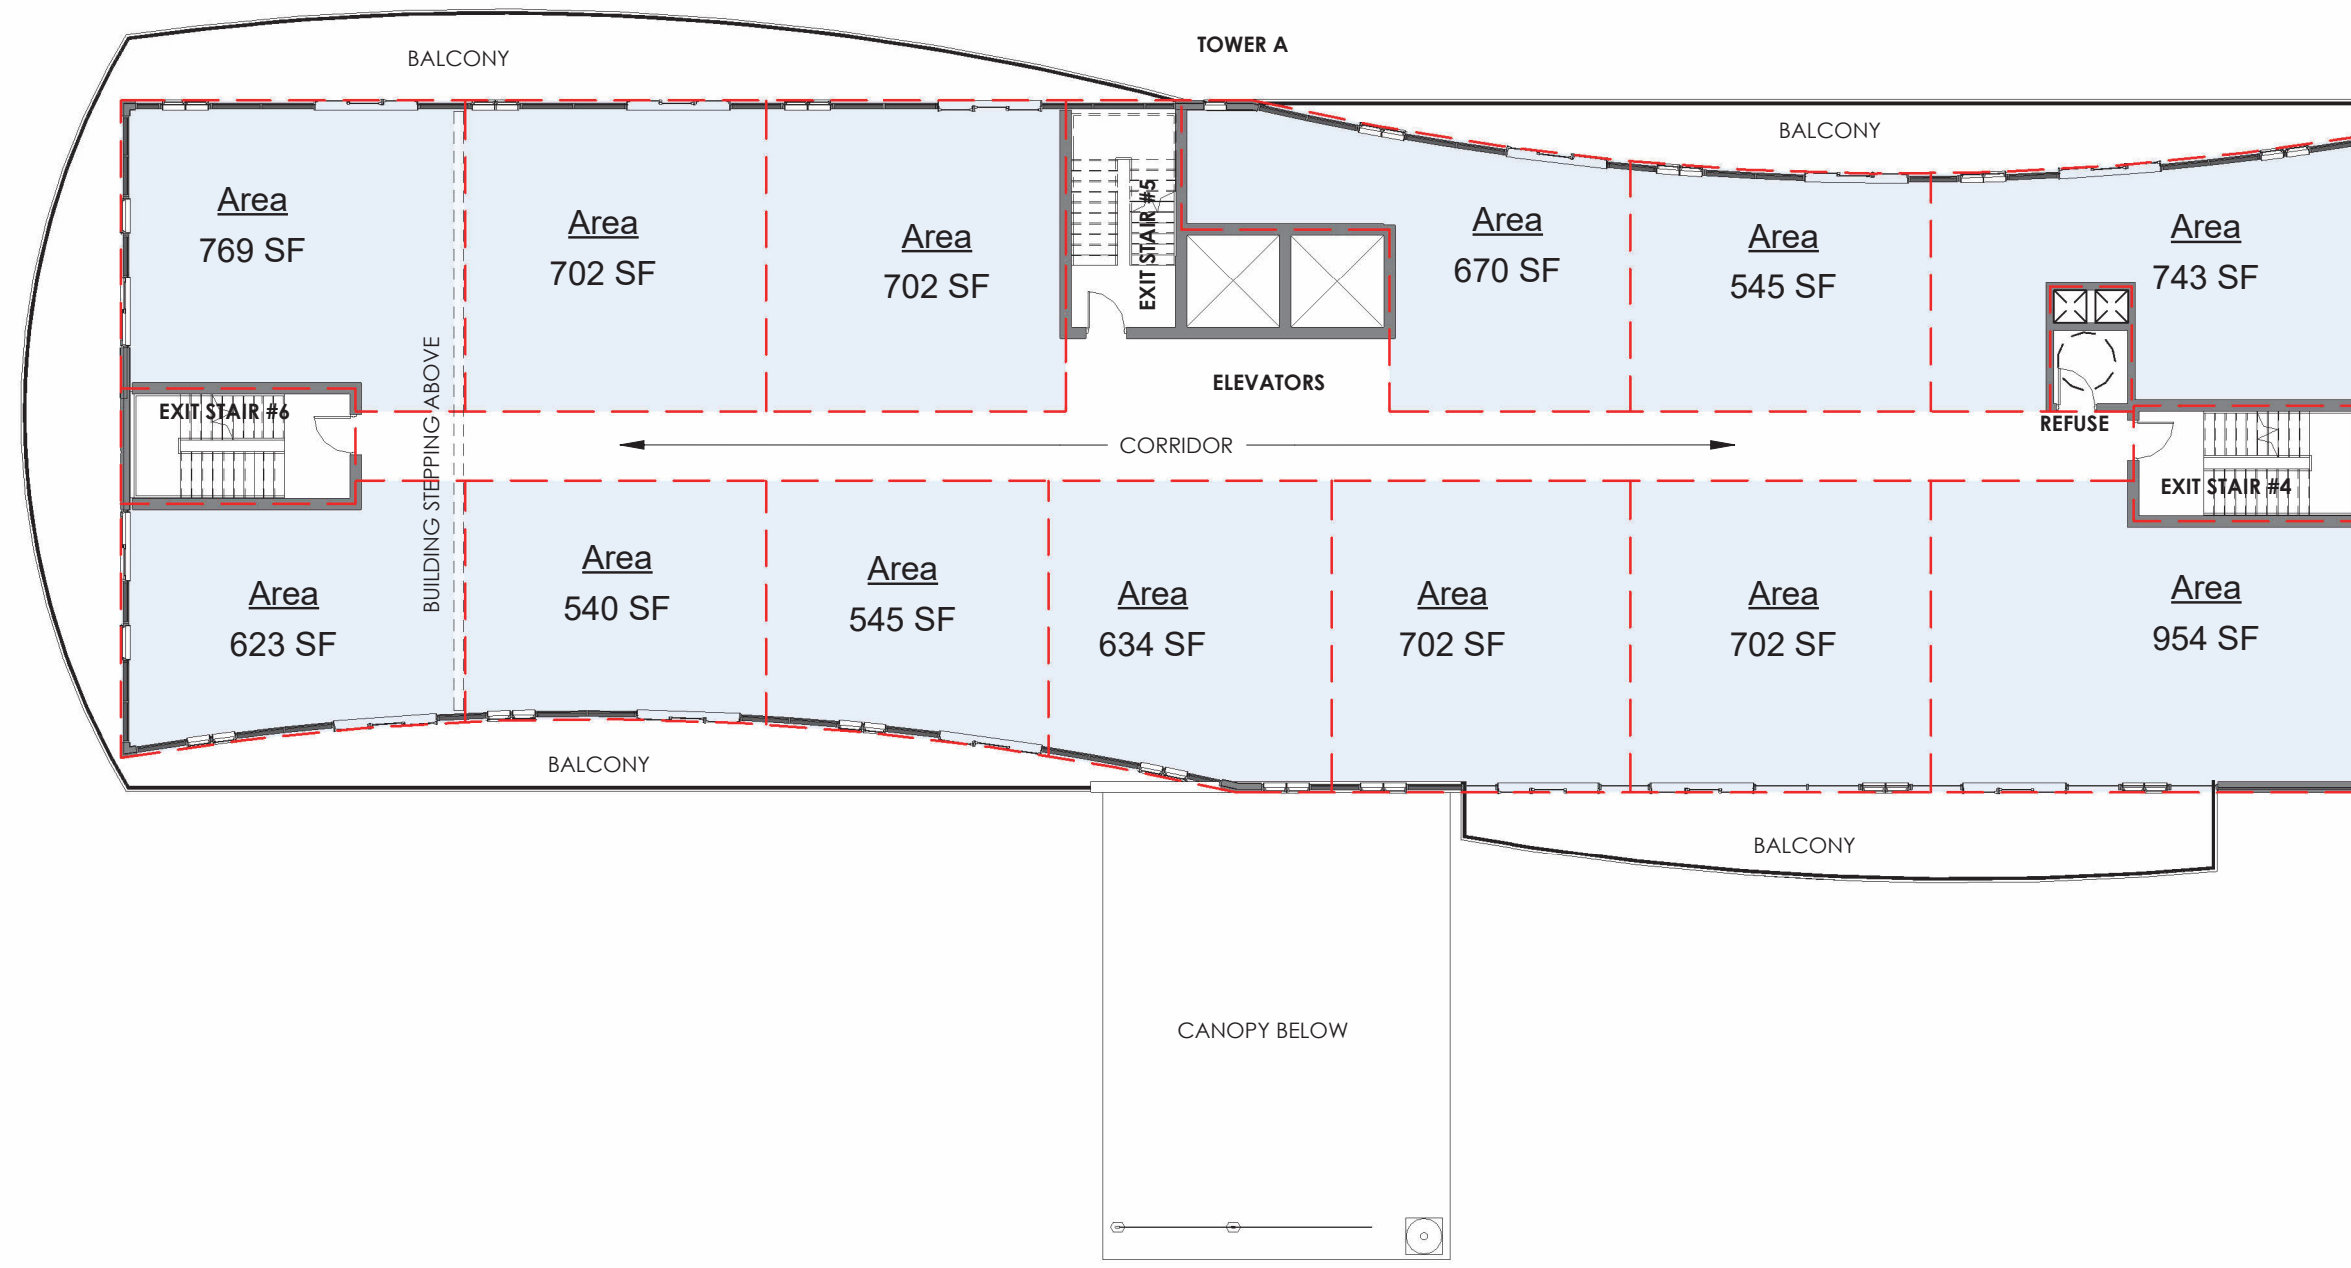 TOWER A
BALCONY
BALCONY
Area
769 SF
Area
702 SF
Area
702 SF
EXIT STAIR #5
Area
670 SF
Area
545 SF
Area
743 SF
ELEVATORS
EXIT STAIR #6
BUILDING STEPPING ABOVE
CORRIDOR
REFUSE
EXIT STAIR #4
Area
623 SF
Area
540 SF
Area
545 SF
Area
634 SF
Area
702 SF
Area
702 SF
Area
954 SF
BALCONY
BALCONY
CANOPY BELOW